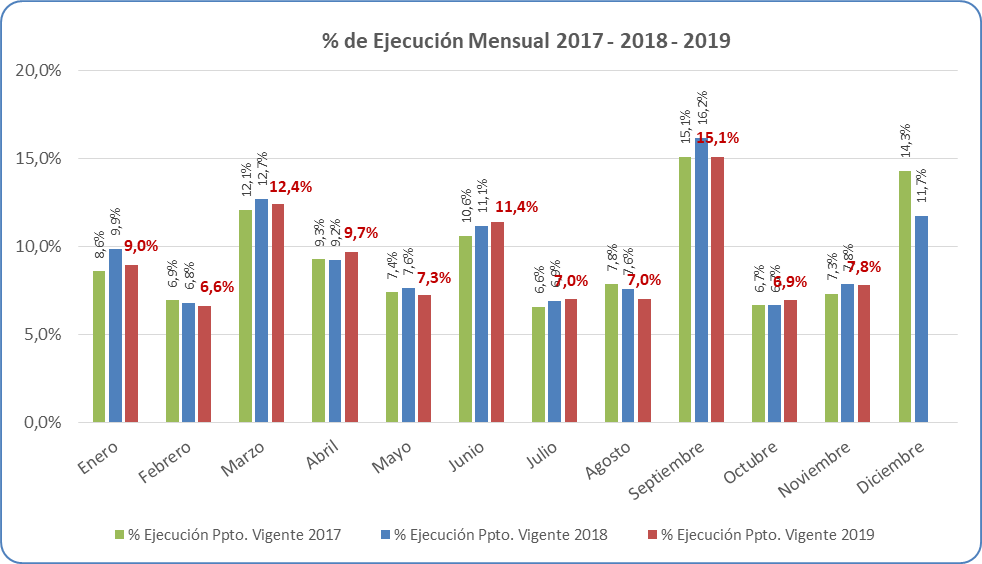 % de Ejecución Mensual 2017 - 2018 - 2019
20,0%
15,0%
10,0%
5,0%
0,0%
8,6%
9,9%
9,0%
6,9%
6,8%
6,6%
12,1%
12,7%
12,4%
9,3%
9,2%
9,7%
7,4%
7,6%
7,3%
10,6%
11,1%
11,4%
6,6%
6,9%
7,0%
7,8%
7,6%
7,0%
15,1%
16,2%
15,1%
6,7%
6,7%
6,9%
7,3%
7,8%
7,8%
14,3%
11,7%
Enero
Febrero
Marzo
Abril
Mayo
Junio
Julio
Agosto
Septiembre
Octubre
Noviembre
Diciembre
% Ejecución Ppto. Vigente 2017
% Ejecución Ppto. Vigente 2018
% Ejecución Ppto. Vigente 2019